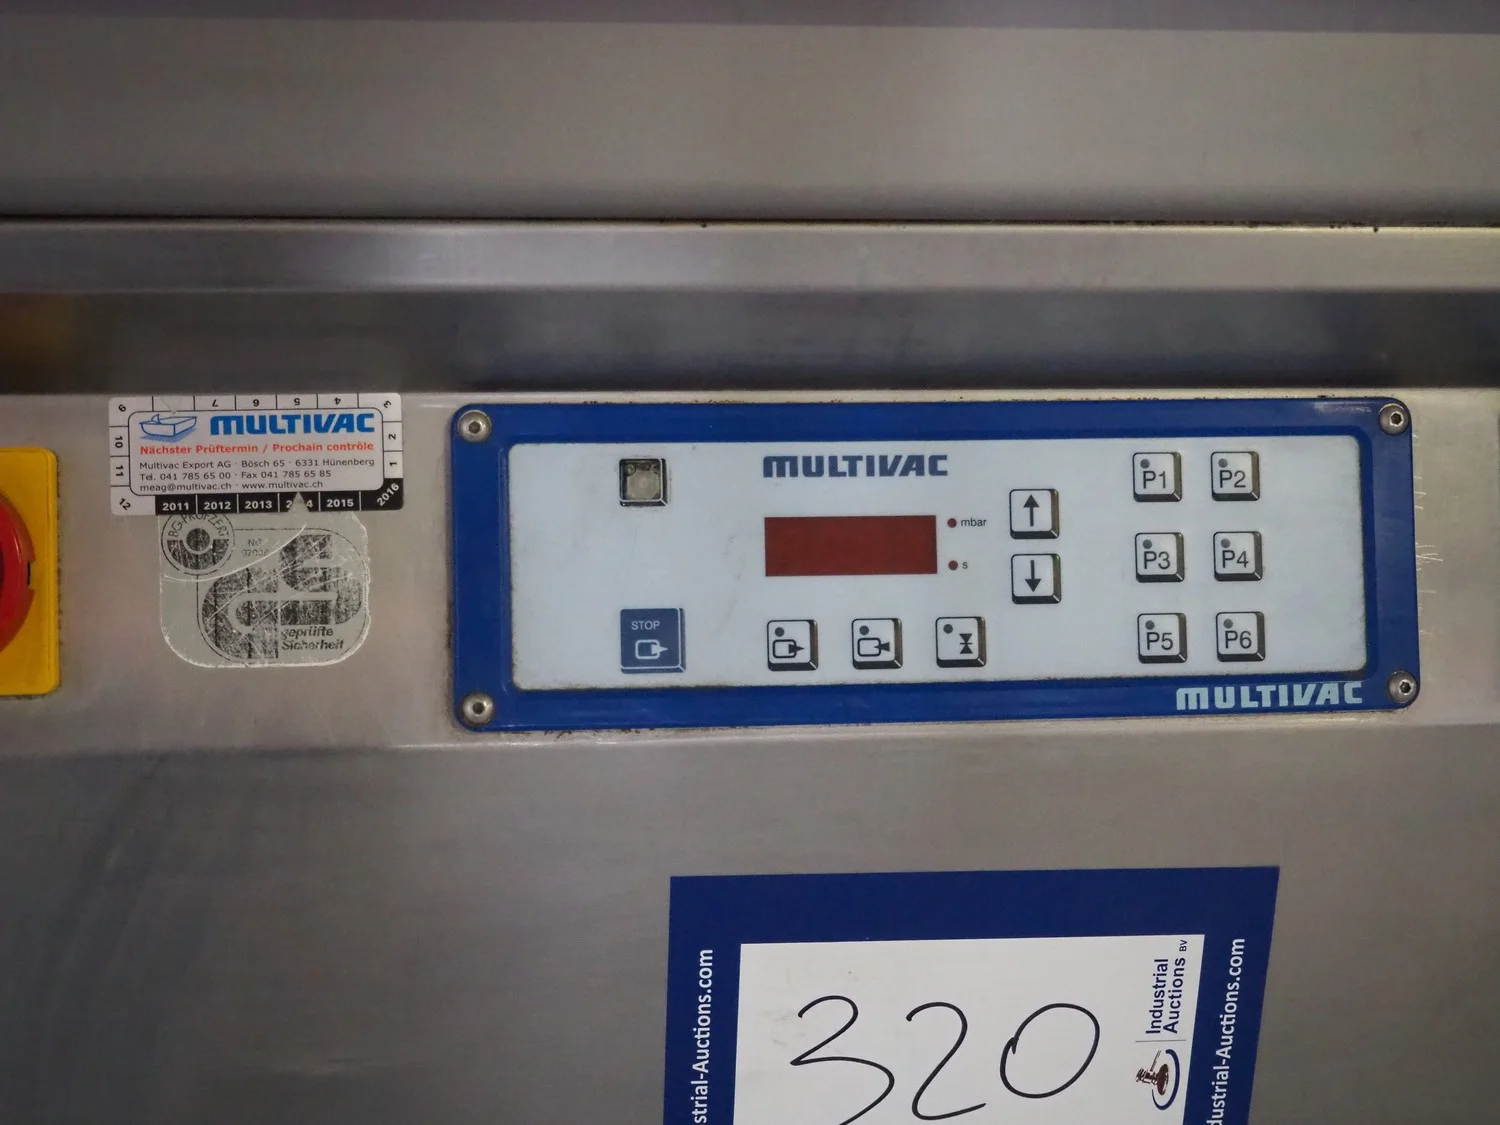 9 7 6 5 4 3
10 11 12
2 1
MULTIVAC
Nächster Prüftermin / Prochain contrôle
Multivac Export AG · Bösch 65 · 6331 Hünenberg
Tel. 041 785 65 00 · Fax 041 785 65 85
meag@multivac.ch · www.multivac.ch
2011 2012 2013 2015 2016
geprüfte
Sicherheit
MULTIVAC
mbar
s
STOP
P1 P2
P3 P4
P5 P6
MULTIVAC
strial-Auctions.com
320
Industrial
Auctions BV
dustrial-Auctions.com